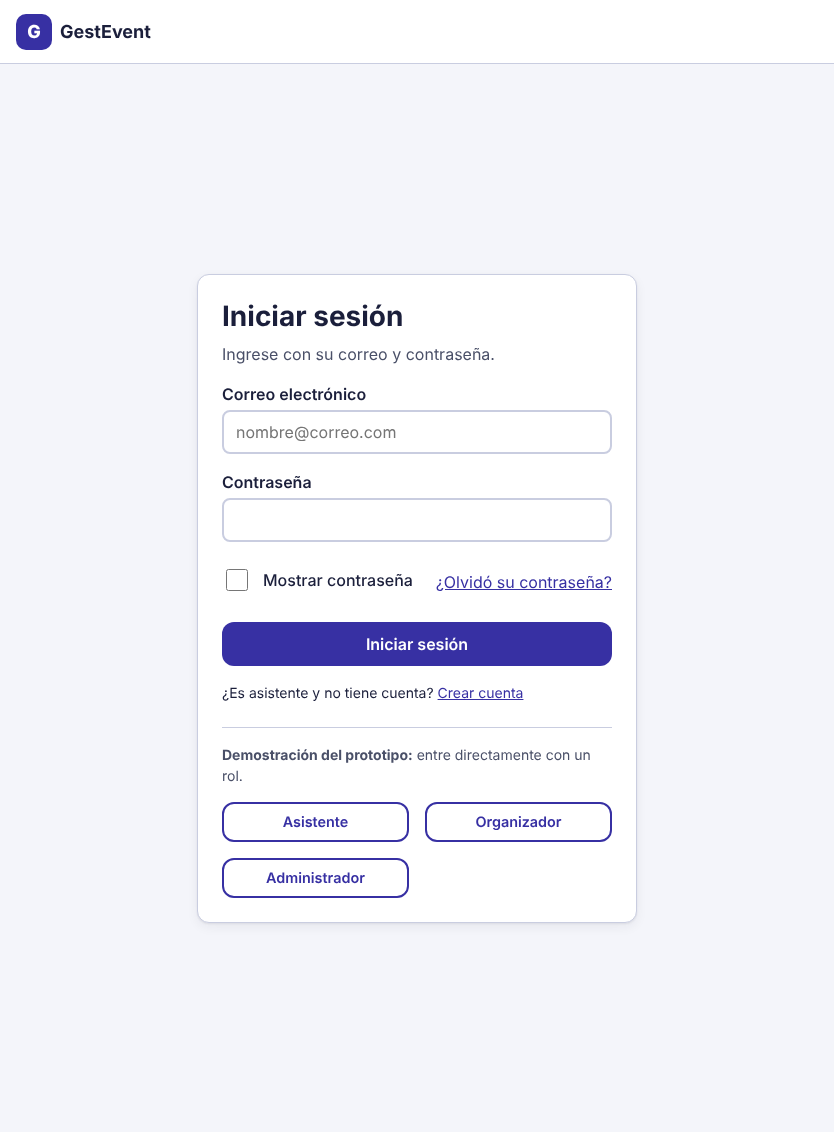 G GestEvent
Iniciar sesión
Ingrese con su correo y contraseña.
Correo electrónico
nombre@correo.com
Contraseña
Mostrar contraseña ¿Olvidó su contraseña?
Iniciar sesión
¿Es asistente y no tiene cuenta? Crear cuenta
Demostración del prototipo: entre directamente con un
rol.
Asistente Organizador
Administrador